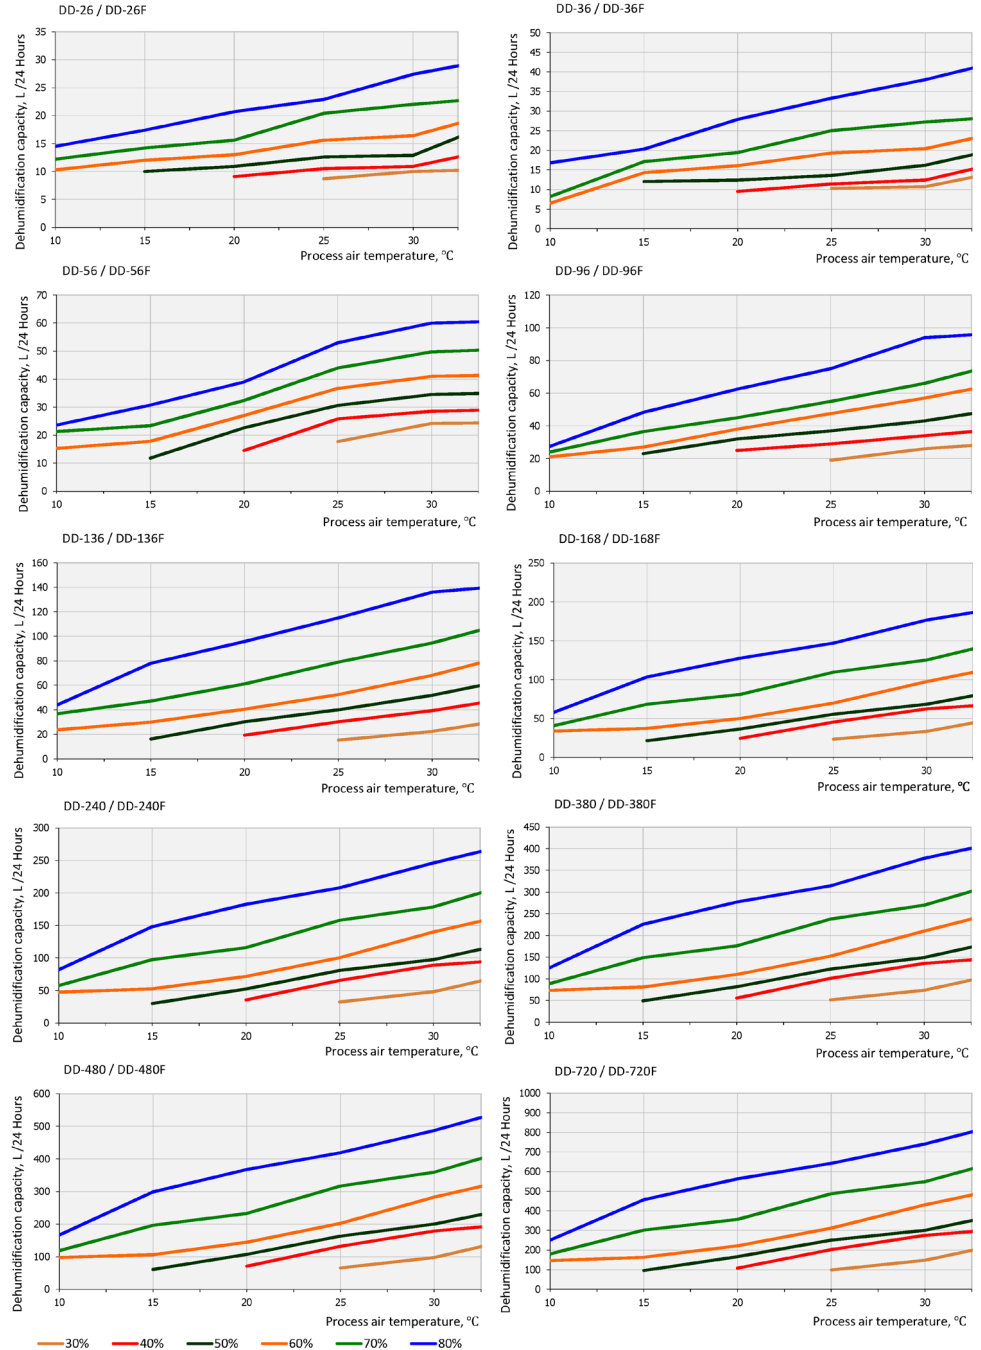 DD-26 / DD-26F
Dehumidification capacity, L /24 Hours
35
30
25
20
15
10
5
0
10 15 20 25 30
Process air temperature, °C
DD-36 / DD-36F
Dehumidification capacity, L /24 Hours
50
45
40
35
30
25
20
15
10
5
0
10 15 20 25 30
Process air temperature, °C
DD-56 / DD-56F
Dehumidification capacity, L /24 Hours
70
60
50
40
30
20
10
0
10 15 20 25 30
Process air temperature, °C
DD-96 / DD-96F
Dehumidification capacity, L /24 Hours
120
100
80
60
40
20
0
10 15 20 25 30
Process air temperature, °C
DD-136 / DD-136F
Dehumidification capacity, L /24 Hours
160
140
120
100
80
60
40
20
0
10 15 20 25 30
Process air temperature, °C
DD-168 / DD-168F
Dehumidification capacity, L /24 Hours
250
200
150
100
50
0
10 15 20 25 30
Process air temperature, °C
DD-240 / DD-240F
Dehumidification capacity, L /24 Hours
300
250
200
150
100
50
0
10 15 20 25 30
Process air temperature, °C
DD-380 / DD-380F
Dehumidification capacity, L /24 Hours
450
400
350
300
250
200
150
100
50
0
10 15 20 25 30
Process air temperature, °C
DD-480 / DD-480F
Dehumidification capacity, L /24 Hours
600
500
400
300
200
100
0
10 15 20 25 30
Process air temperature, °C
DD-720 / DD-720F
Dehumidification capacity, L /24 Hours
1000
900
800
700
600
500
400
300
200
100
0
10 15 20 25 30
Process air temperature, °C
30% 40% 50% 60% 70% 80%